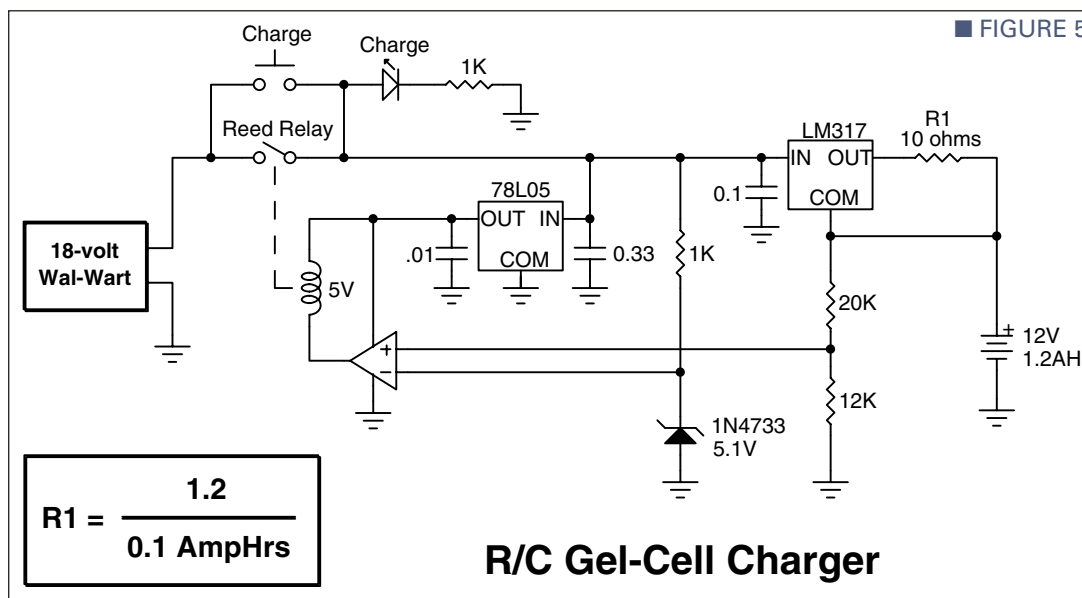 ■ FIGURE 5
Charge
Charge
1K
Reed Relay
LM317
R1
10 ohms
IN OUT
COM
0.1
78L05
OUT IN
COM
.01
0.33
1K
18-volt
Wal-Wart
5V
20K
+
12V
1.2AH
+
−
12K
1N4733
5.1V
R1 = 1.2
0.1 AmpHrs
R/C Gel-Cell Charger